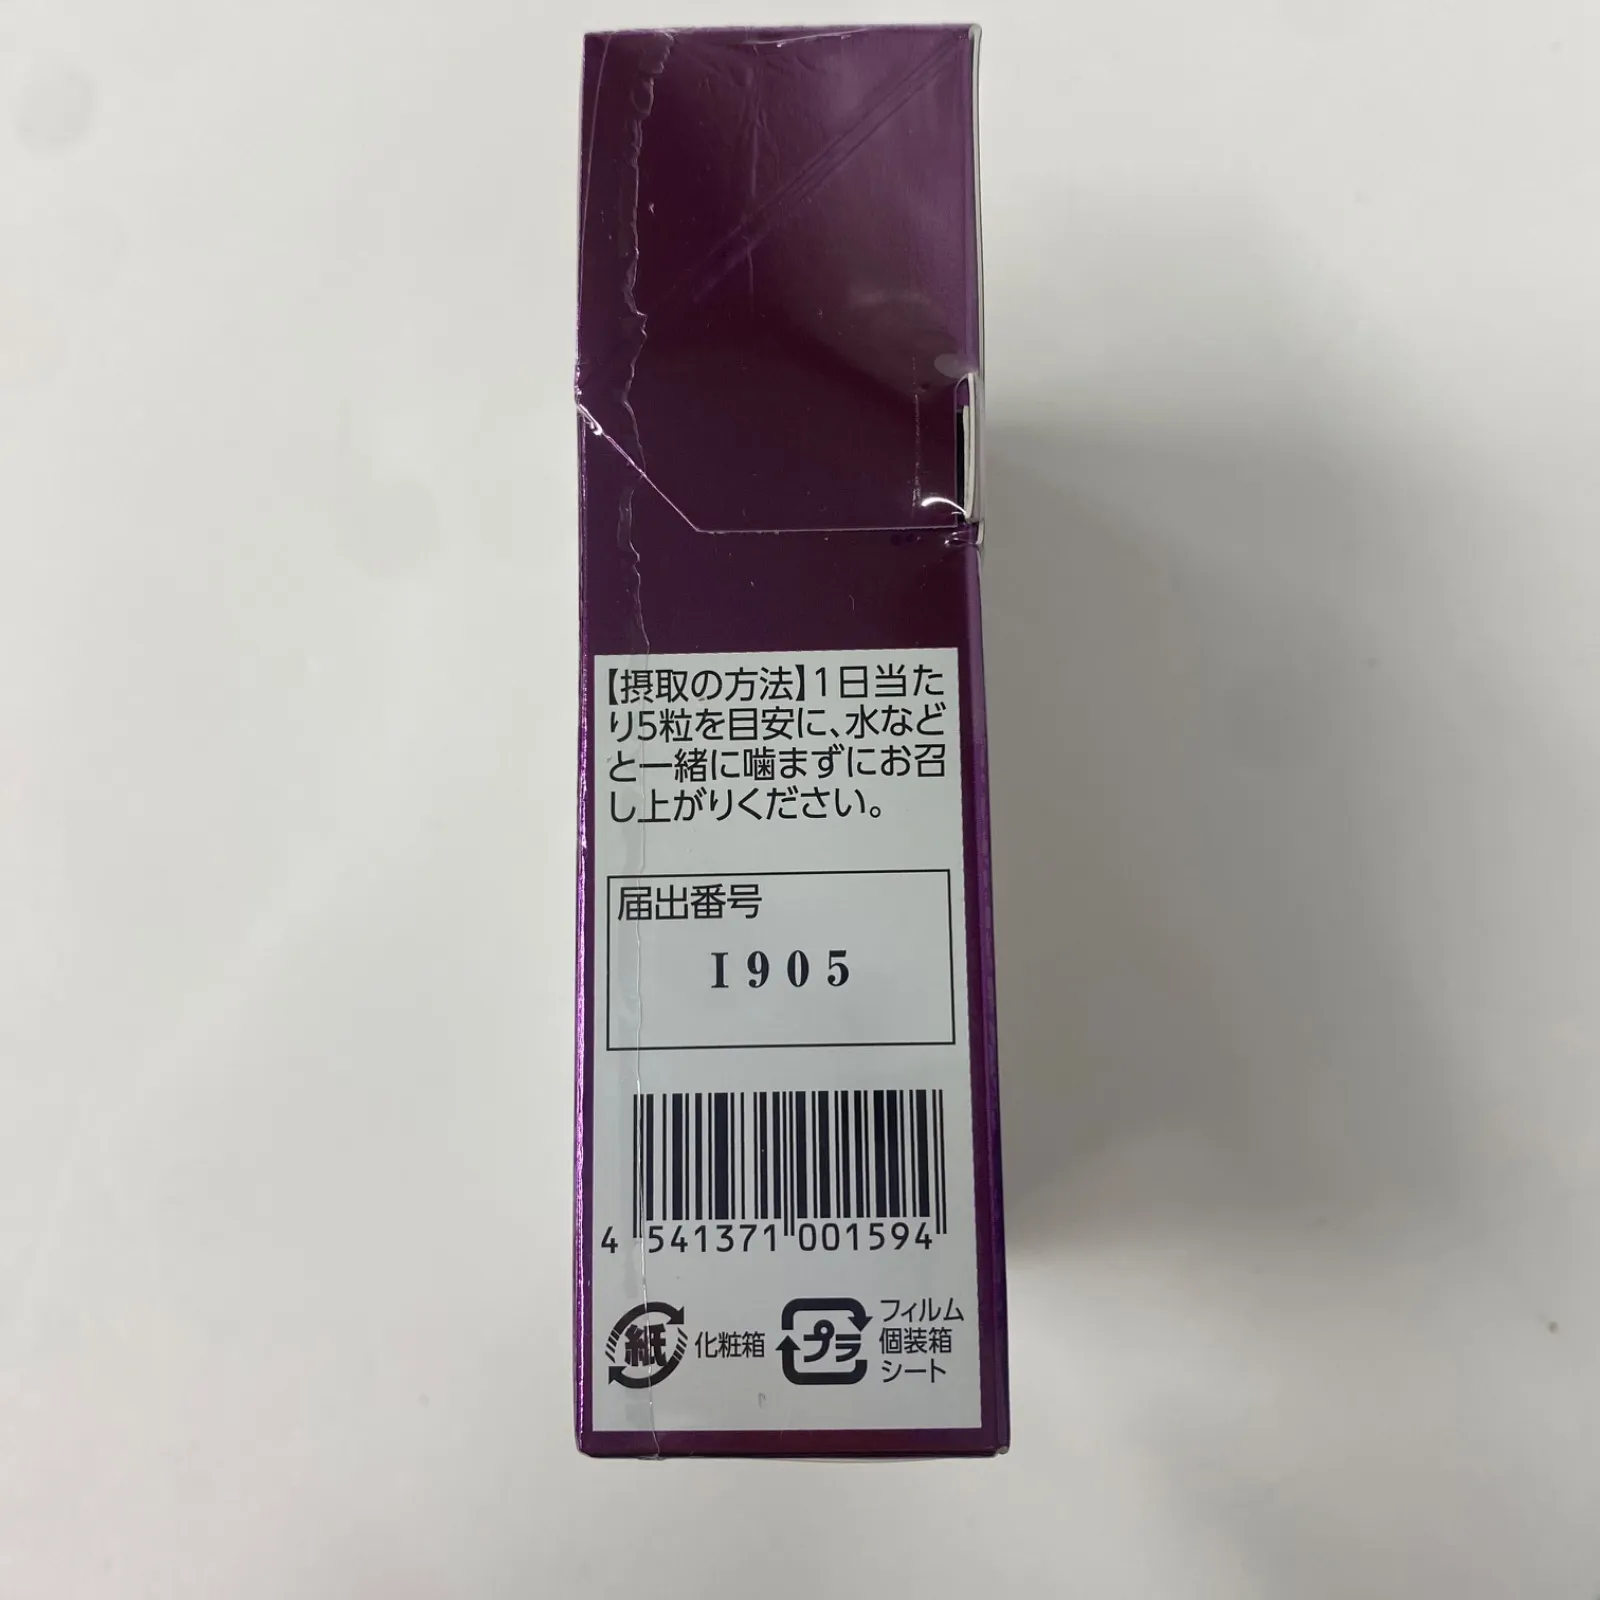 【摂取の方法】1日当た
り5粒を目安に、水など
と一緒に噛まずにお召
し上がりください。
届出番号
I905
4 541371 001594
紙 化粧箱
プラ フィルム
個装箱
シート